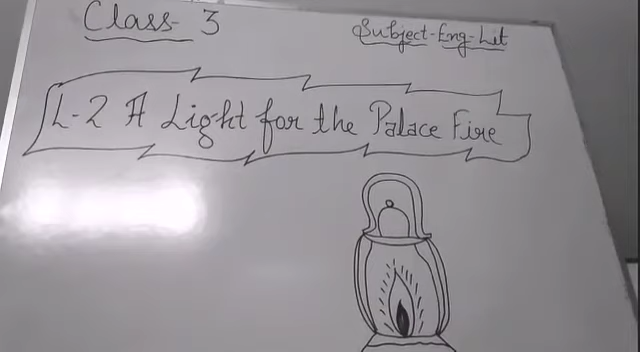 Class- 3
Subject-Eng-Lit
L-2 A Light for the Palace Fire